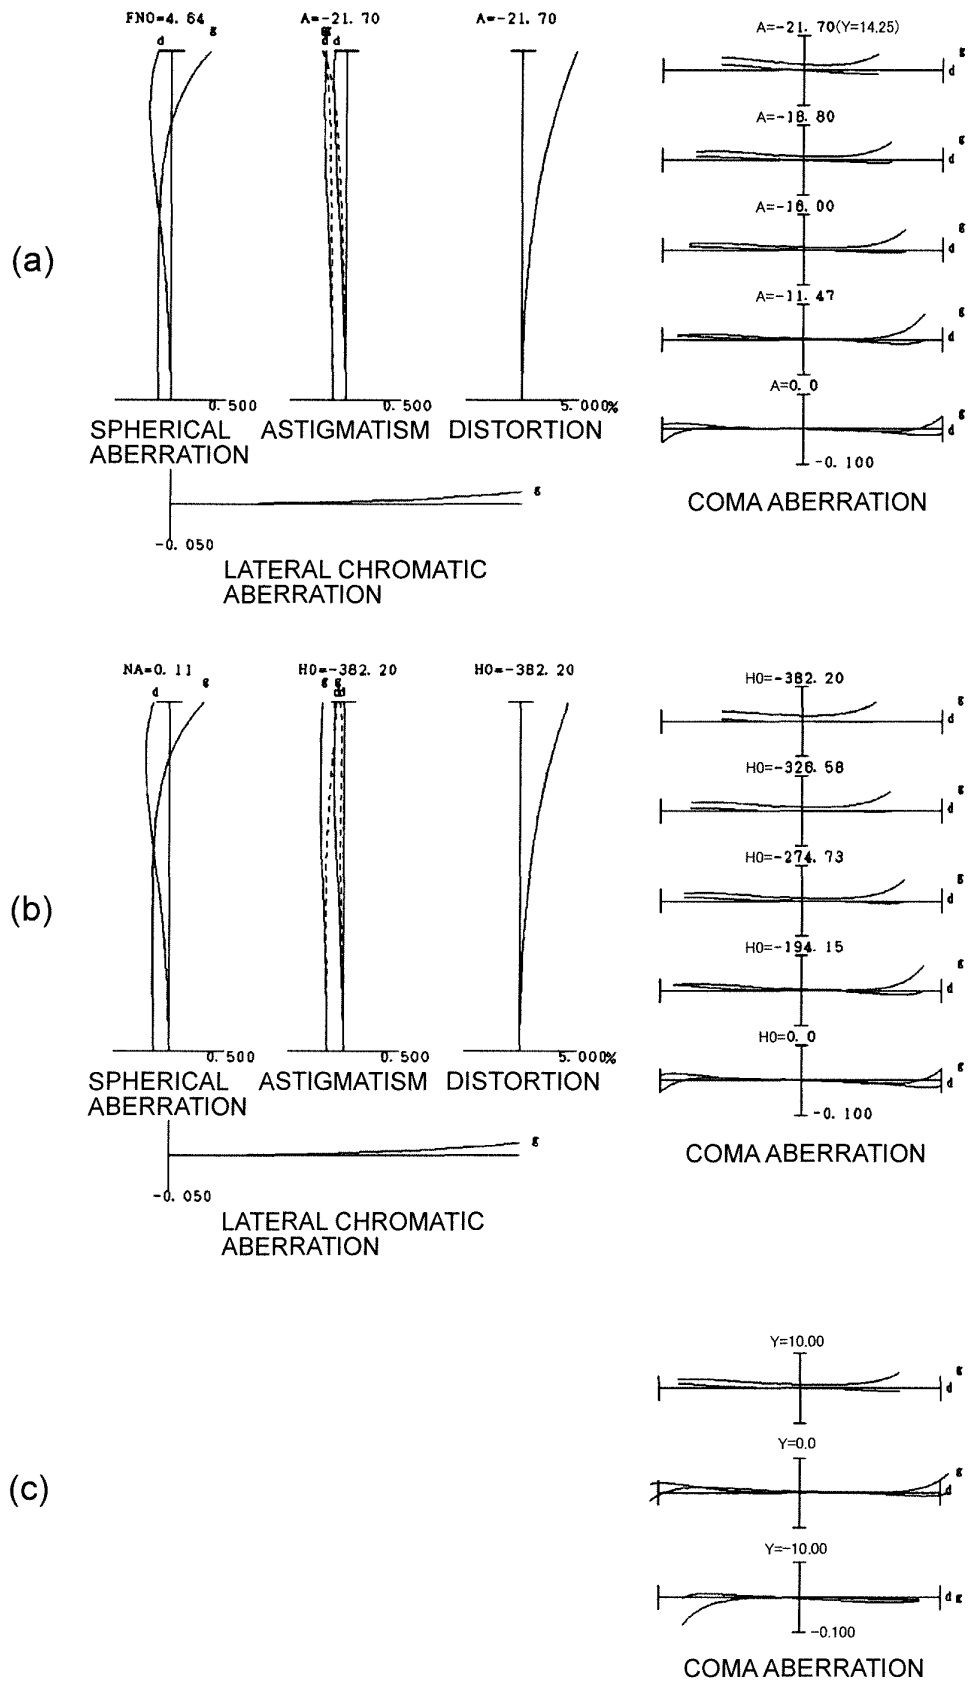 (a)
FNO=4.64
d
g
A=-21.70
g
g
d
d
A=-21.70
0.500
0.500
5.000%
SPHERICAL
ABERRATION
ASTIGMATISM
DISTORTION
g
-0.050
LATERAL CHROMATIC
ABERRATION
A=-21.70(Y=14.25)
g
d
A=-18.80
g
d
A=-16.00
g
d
A=-11.47
g
d
A=0.0
g
d
-0.100
COMA ABERRATION
(b)
NA=0.11
d
g
H0=-382.20
g
g
d
d
H0=-382.20
0.500
0.500
5.000%
SPHERICAL
ABERRATION
ASTIGMATISM
DISTORTION
g
-0.050
LATERAL CHROMATIC
ABERRATION
H0=-382.20
g
d
H0=-326.58
g
d
H0=-274.73
g
d
H0=-194.15
g
d
H0=0.0
g
d
-0.100
COMA ABERRATION
(c)
Y=10.00
g
d
Y=0.0
g
d
Y=-10.00
d g
-0.100
COMA ABERRATION